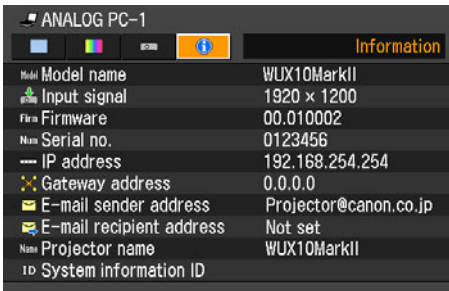 ANALOG PC-1
Information
Model Model name WUX10MarkII
Input signal 1920 × 1200
Firm Firmware 00.010002
Num Serial no. 0123456
IP address 192.168.254.254
Gateway address 0.0.0.0
E-mail sender address Projector@canon.co.jp
E-mail recipient address Not set
Name Projector name WUX10MarkII
ID System information ID